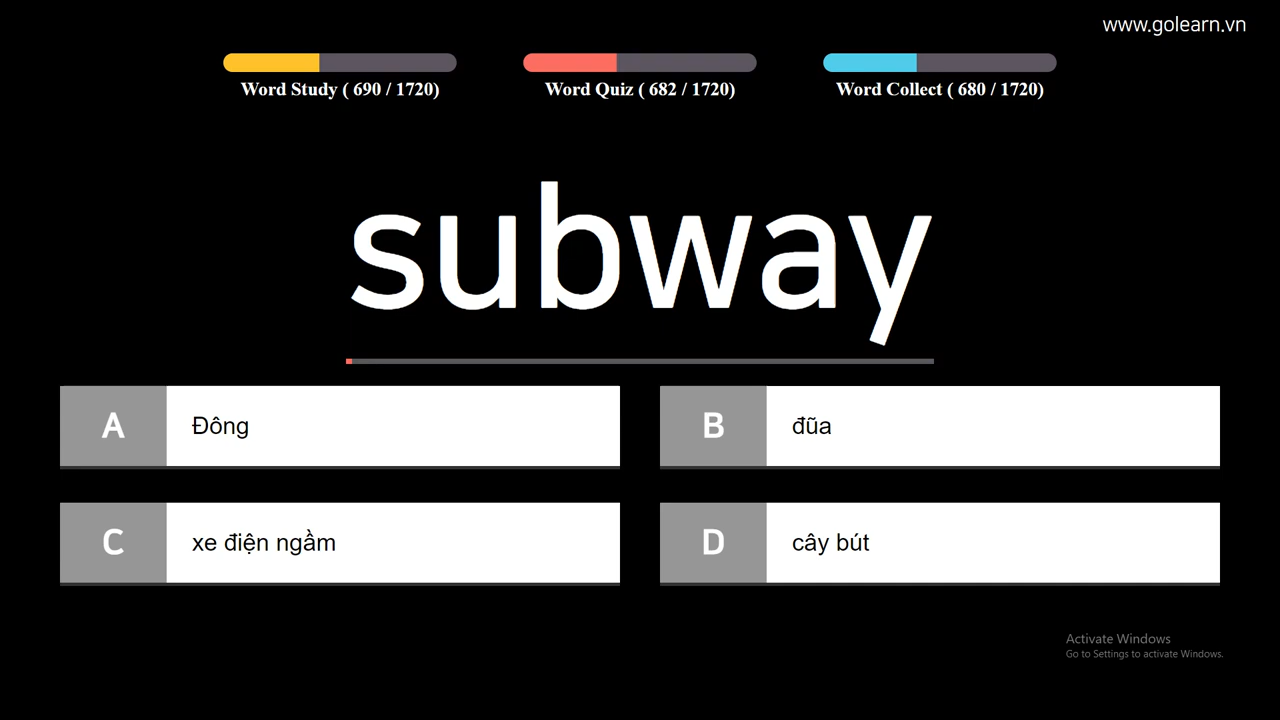 www.golearn.vn
Word Study ( 690 / 1720)
Word Quiz ( 682 / 1720)
Word Collect ( 680 / 1720)
subway
A Đông
B đũa
C xe điện ngầm
D cây bút
Activate Windows
Go to Settings to activate Windows.